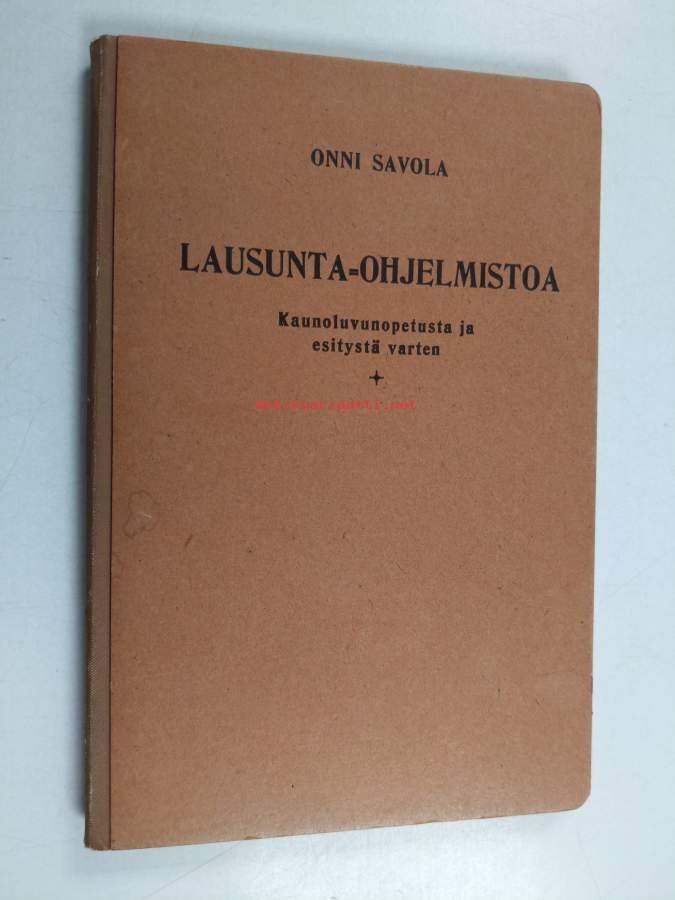 ONNI SAVOLA
LAUSUNTA=OHJELMISTOA
Kaunoluvunopetusta ja
esitystä varten